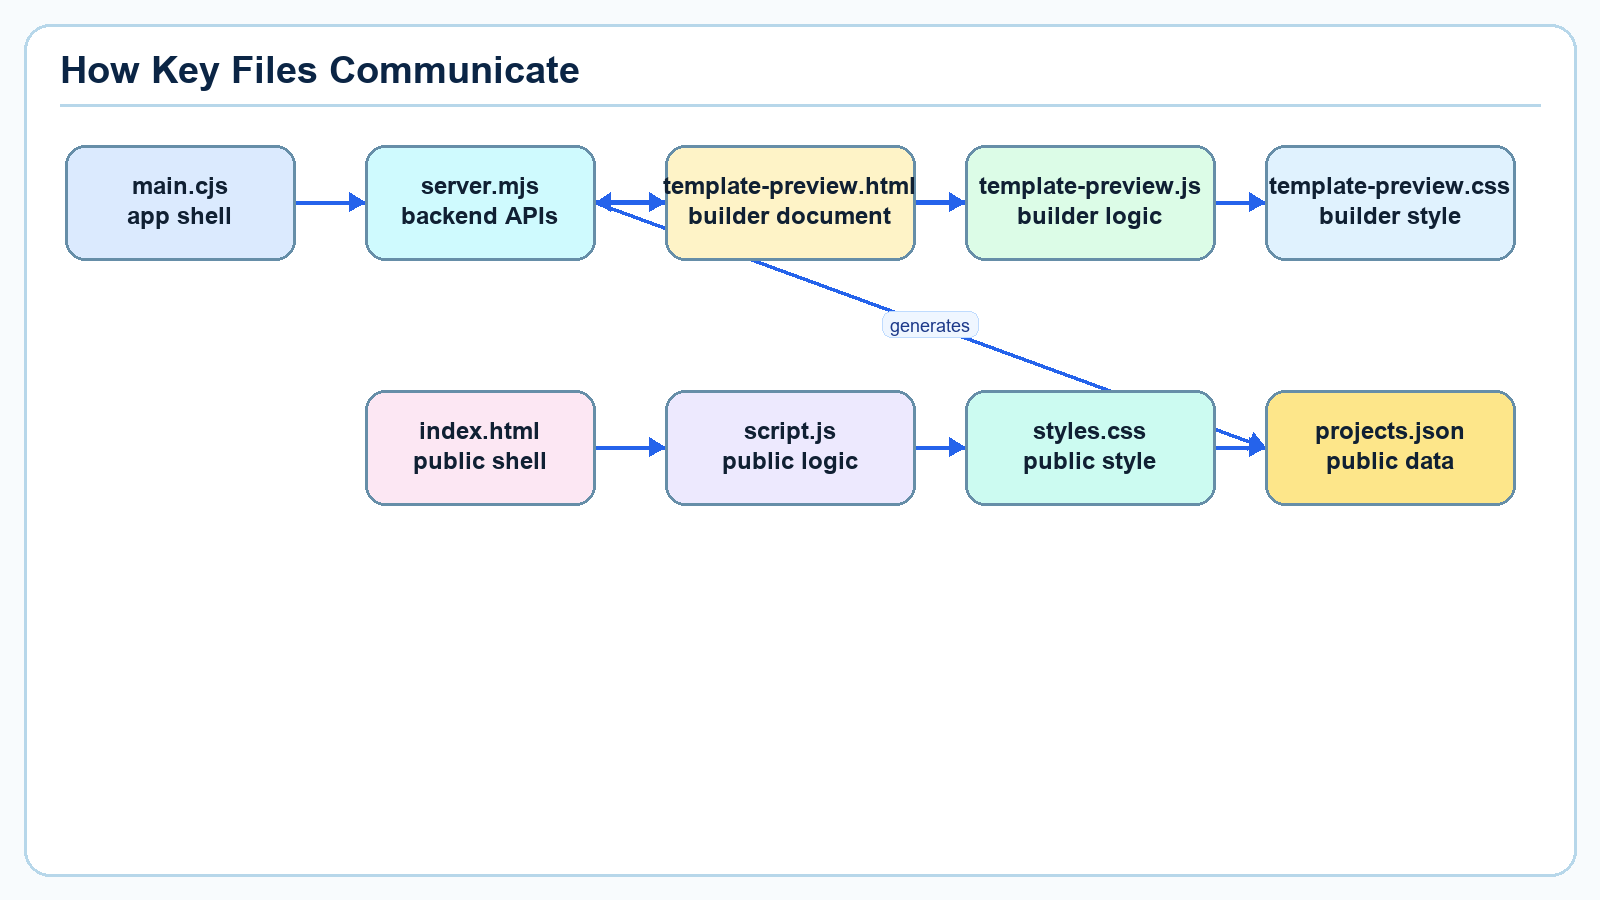 How Key Files Communicate
main.cjs
app shell
server.mjs
backend APIs
template-preview.html
builder document
template-preview.js
builder logic
template-preview.css
builder style
generates
index.html
public shell
script.js
public logic
styles.css
public style
projects.json
public data